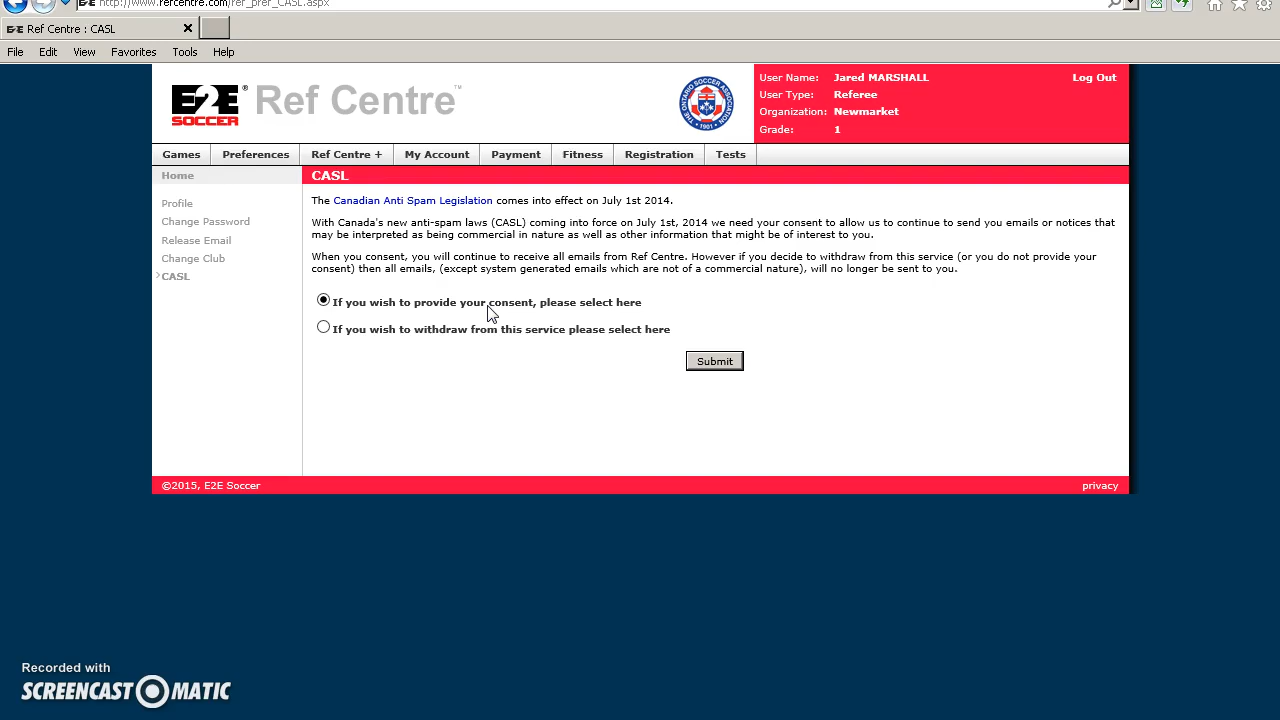 http://www.refcentre.com/ref_pref_CASL.aspx
E2E Ref Centre : CASL
File Edit View Favorites Tools Help
E2E SOCCER ® Ref Centre ™
THE ONTARIO SOCCER ASSOCIATION 1901
User Name: Jared MARSHALL Log Out
User Type: Referee
Organization: Newmarket
Grade: 1
Games Preferences Ref Centre + My Account Payment Fitness Registration Tests
Home
CASL
Profile
Change Password
Release Email
Change Club
CASL
The Canadian Anti Spam Legislation comes into effect on July 1st 2014.
With Canada's new anti-spam laws (CASL) coming into force on July 1st, 2014 we need your consent to allow us to continue to send you emails or notices that
may be interpreted as being commercial in nature as well as other information that might be of interest to you.
When you consent, you will continue to receive all emails from Ref Centre. However if you decide to withdraw from this service (or you do not provide your
consent) then all emails, (except system generated emails which are not of a commercial nature), will no longer be sent to you.
If you wish to provide your consent, please select here
If you wish to withdraw from this service please select here
Submit
©2015, E2E Soccer privacy
Recorded with
SCREENCAST MATIC